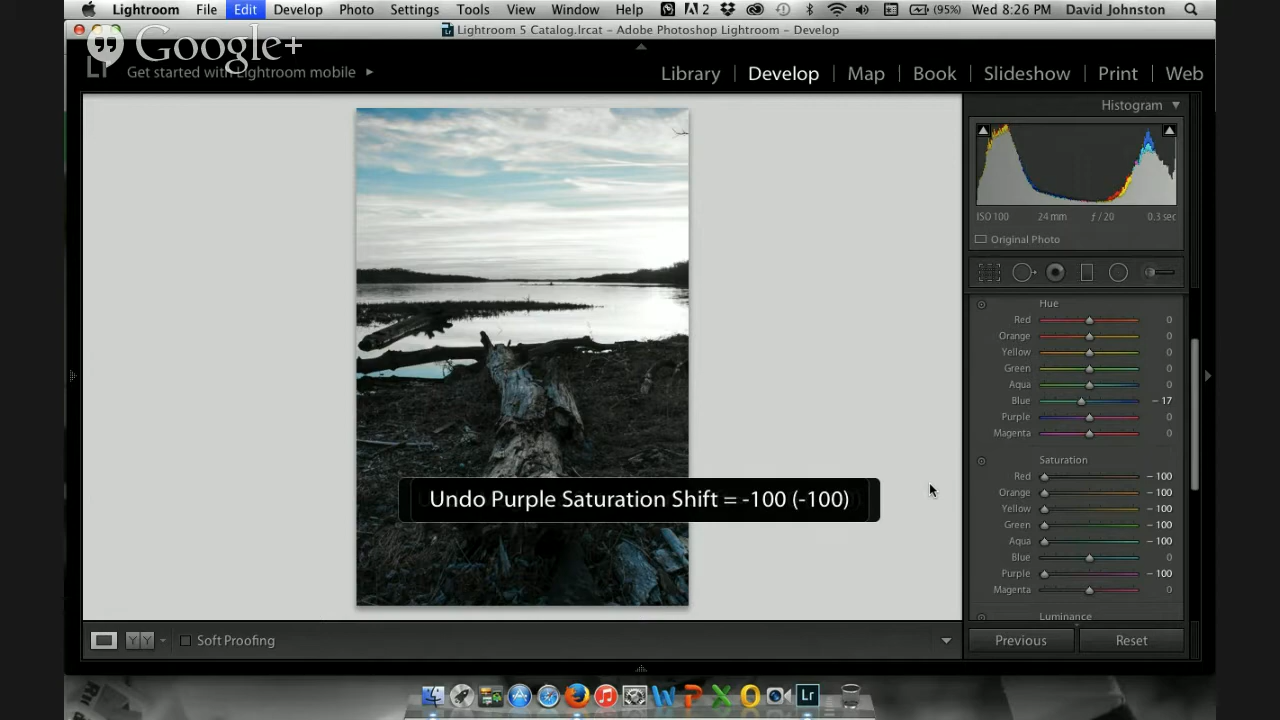 Lightroom File Edit Develop Photo Settings Tools View Window Help 2 (95%) Wed 8:26 PM David Johnston
Lightroom 5 Catalog.lrcat - Adobe Photoshop Lightroom - Develop
Google+
Get started with Lightroom mobile
Library | Develop | Map | Book | Slideshow | Print | Web
Histogram
ISO 100 24 mm ƒ / 20 0.3 sec
Original Photo
Hue
Red 0
Orange 0
Yellow 0
Green 0
Aqua 0
Blue - 17
Purple 0
Magenta 0
Saturation
Red - 100
Orange - 100
Yellow - 100
Green - 100
Aqua - 100
Blue 0
Purple - 100
Magenta 0
Luminance
Undo Purple Saturation Shift = -100 (-100)
Y Y Soft Proofing
Previous Reset
W P X O Lr